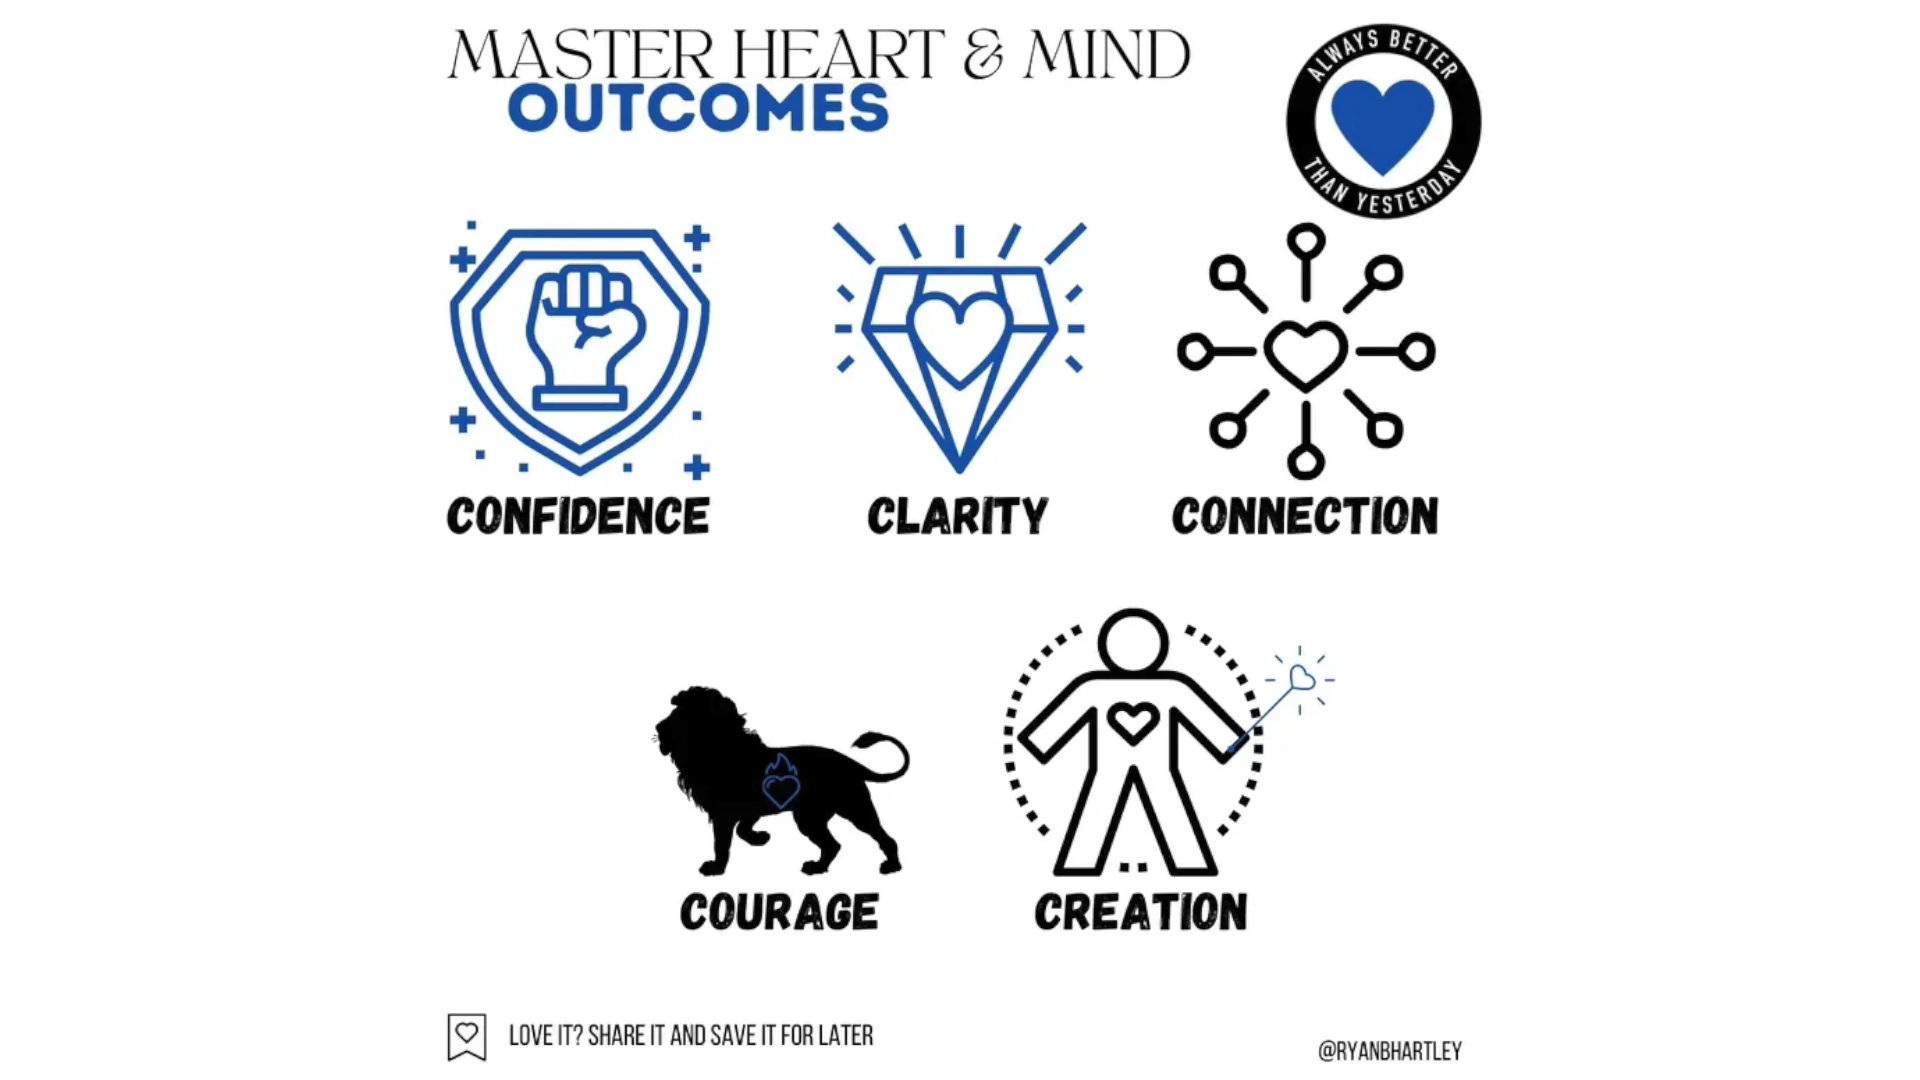 MASTER HEART & MIND
OUTCOMES
ALWAYS BETTER
THAN YESTERDAY
CONFIDENCE
CLARITY
CONNECTION
COURAGE
CREATION
LOVE IT? SHARE IT AND SAVE IT FOR LATER
@RYANBHARTLEY